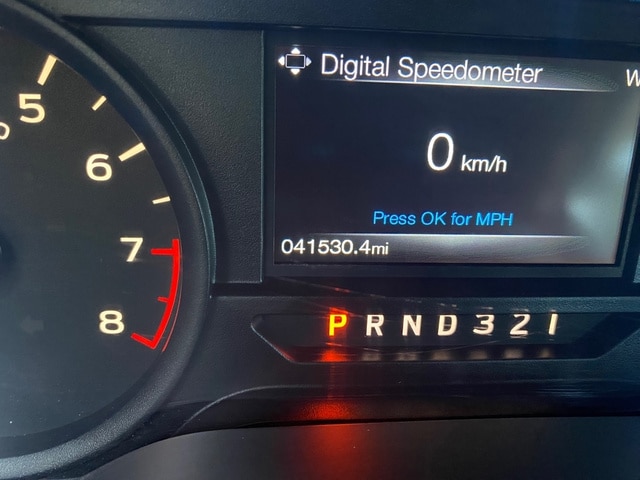 Digital Speedometer
W
0 km/h
Press OK for MPH
041530.4mi
5
6
7
8
P R N D 3 2 1